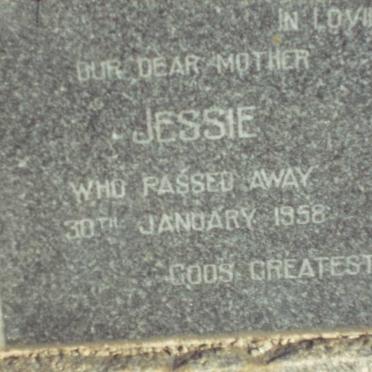 IN LOVI
OUR DEAR MOTHER
JESSIE
WHO PASSED AWAY
30TH JANUARY 1958
GODS GREATEST